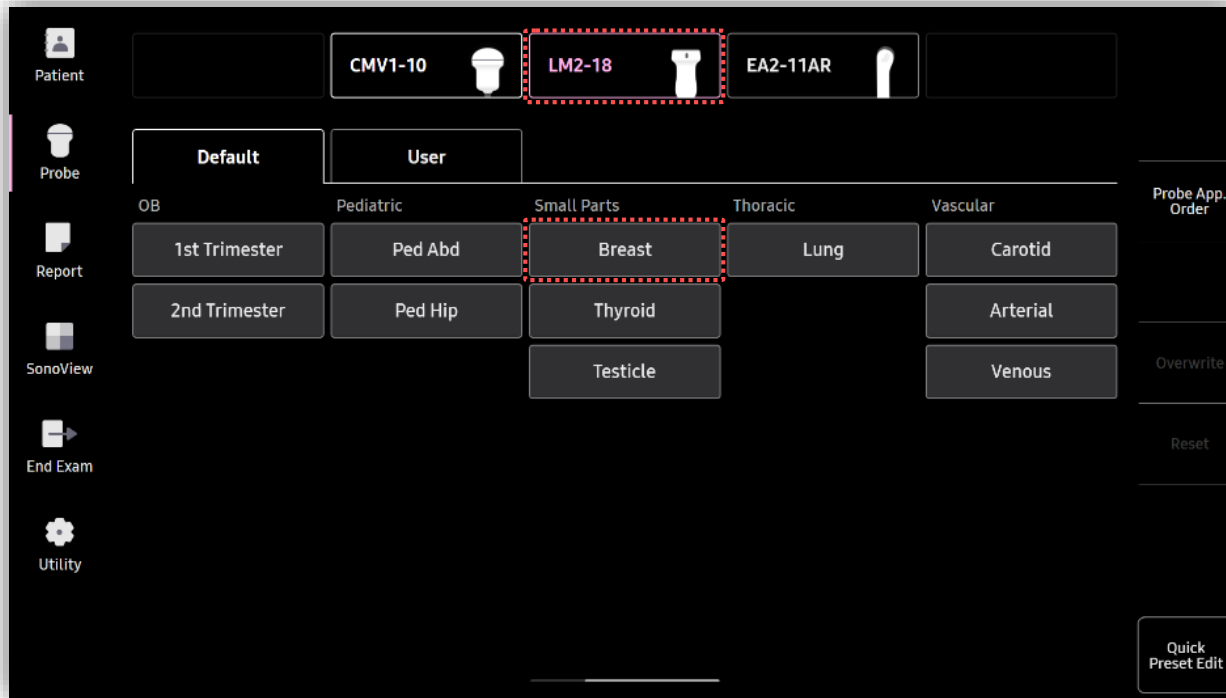 Patient
Probe
Report
SonoView
End Exam
Utility
CMV1-10
LM2-18
EA2-11AR
Default
User
OB
Pediatric
Small Parts
Thoracic
Vascular
1st Trimester
Ped Abd
Breast
Lung
Carotid
2nd Trimester
Ped Hip
Thyroid
Arterial
Testicle
Venous
Probe App.
Order
Overwrite
Reset
Quick
Preset Edit